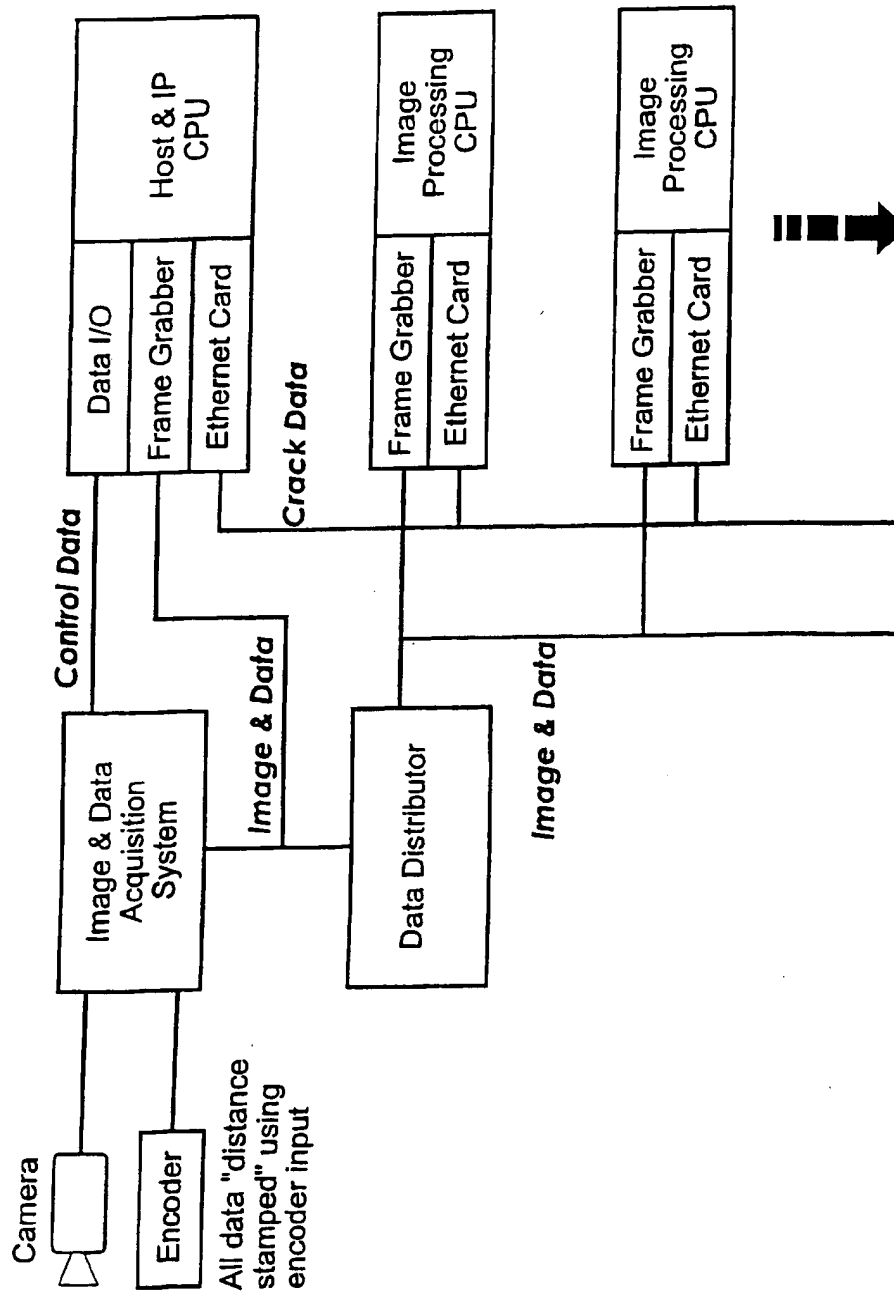 Camera
Encoder
All data "distance
stamped" using
encoder input
Image & Data
Acquisition
System
Control Data
Image & Data
Data Distributor
Image & Data
Data I/O
Frame Grabber
Ethernet Card
Host & IP
CPU
Crack Data
Frame Grabber
Ethernet Card
Image
Processing
CPU
Frame Grabber
Ethernet Card
Image
Processing
CPU